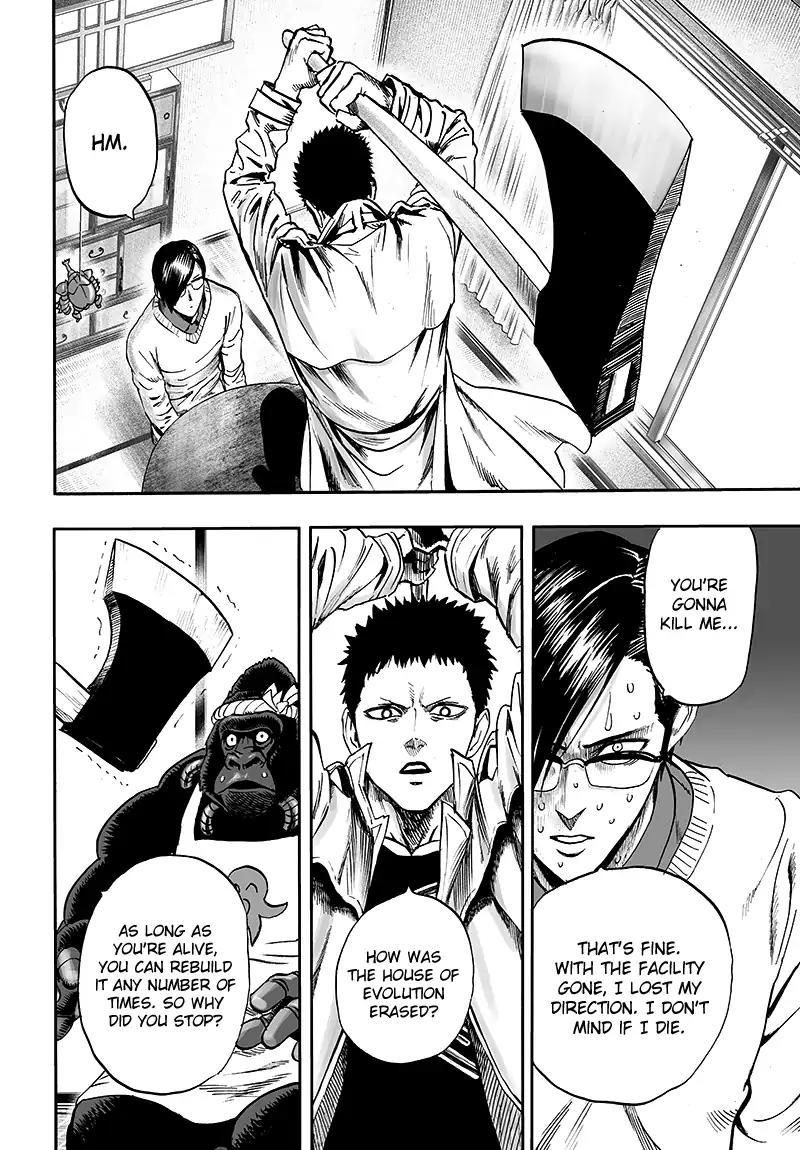 HM.
YOU'RE
GONNA
KILL ME...
THAT'S FINE.
WITH THE FACILITY
GONE, I LOST MY
DIRECTION. I DON'T
MIND IF I DIE.
HOW WAS
THE HOUSE OF
EVOLUTION
ERASED?
AS LONG AS
YOU'RE ALIVE,
YOU CAN REBUILD
IT ANY NUMBER OF
TIMES. SO WHY
DID YOU STOP?